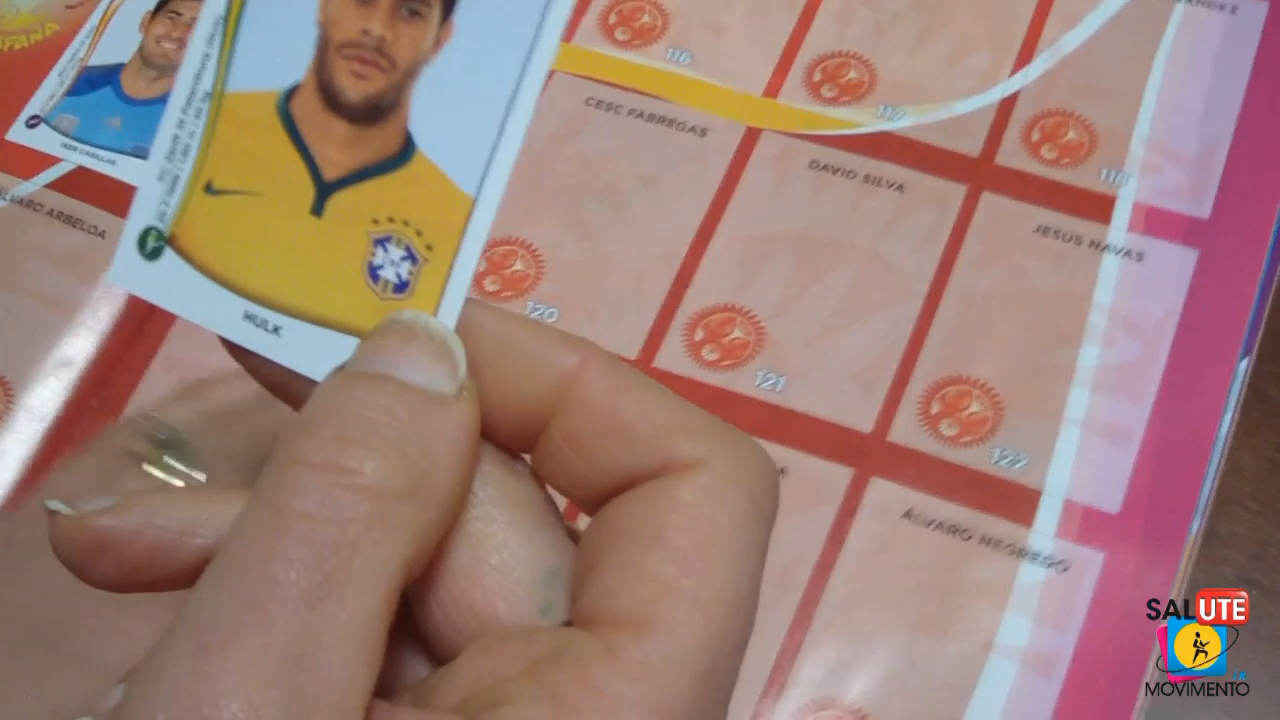 116
117
118
CESC FÀBREGAS
DAVID SILVA
JESÚS NAVAS
IKER CASILLAS
ÁLVARO ARBELOA
HULK
120
121
122
ÁLVARO NEGREDO
SALUTE
MOVIMENTO